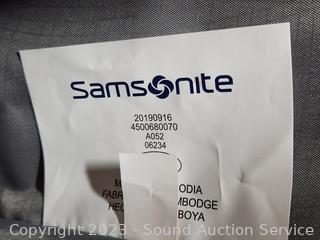 Samsonite
20190916
4500680070
A052
06234
M ODIA
FABR MBODGE
HEC BOYA
Copyright 2023 - Sound Auction Service